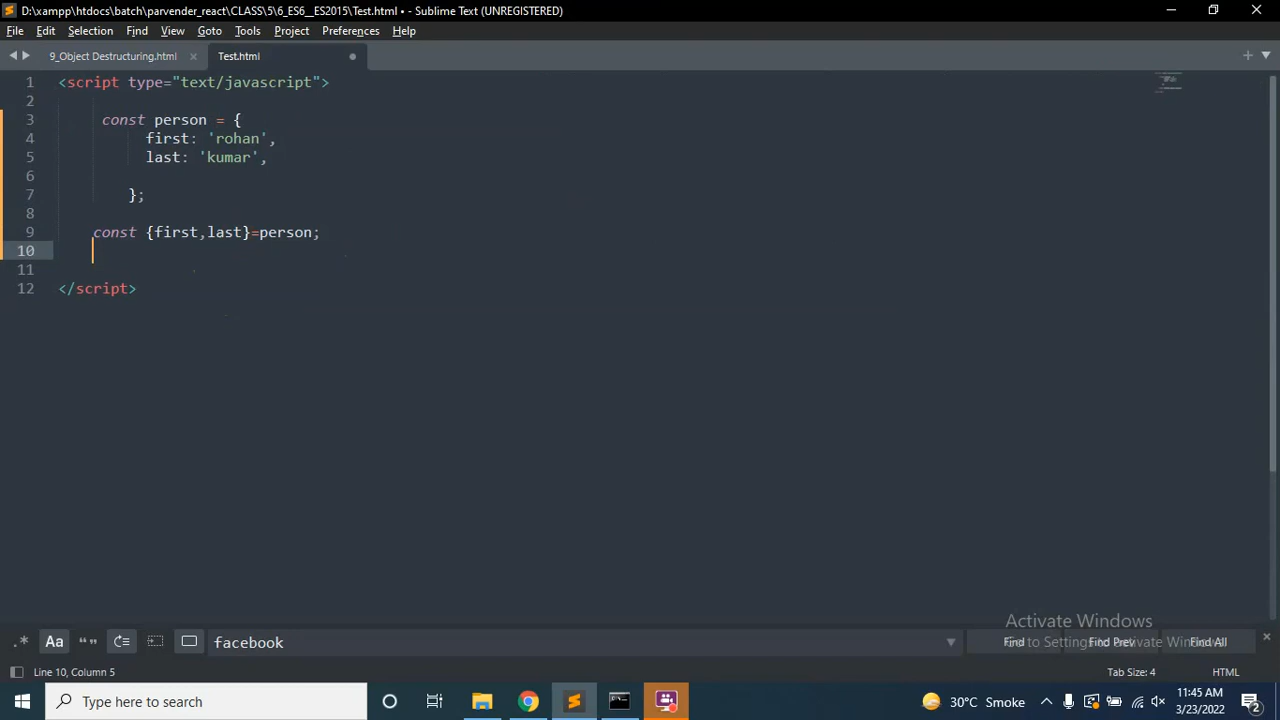 D:\xampp\htdocs\batch\parvender_react\CLASS\5\6_ES6__ES2015\Test.html • - Sublime Text (UNREGISTERED)
File Edit Selection Find View Goto Tools Project Preferences Help
9_Object Destructuring.html × Test.html
1 <script type="text/javascript">
2
3 const person = {
4 first: 'rohan',
5 last: 'kumar',
6
7 };
8
9 const {first,last}=person;
10
11
12 </script>
Activate Windows
Go to Settings to activate Windows.
.* Aa “ ” facebook Find Find Prev Find All
Line 10, Column 5 Tab Size: 4 HTML
Type here to search 30°C Smoke 11:45 AM
3/23/2022 2